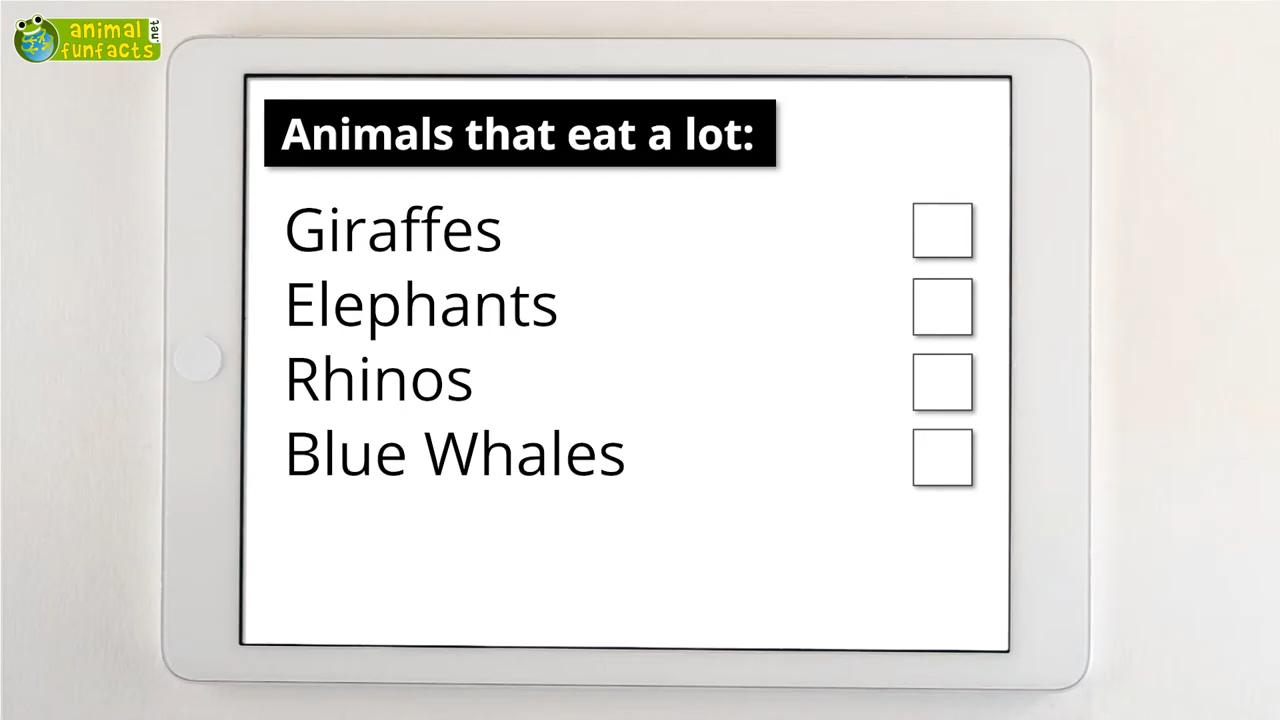 animal
funfacts
.net
Animals that eat a lot:
Giraffes
Elephants
Rhinos
Blue Whales